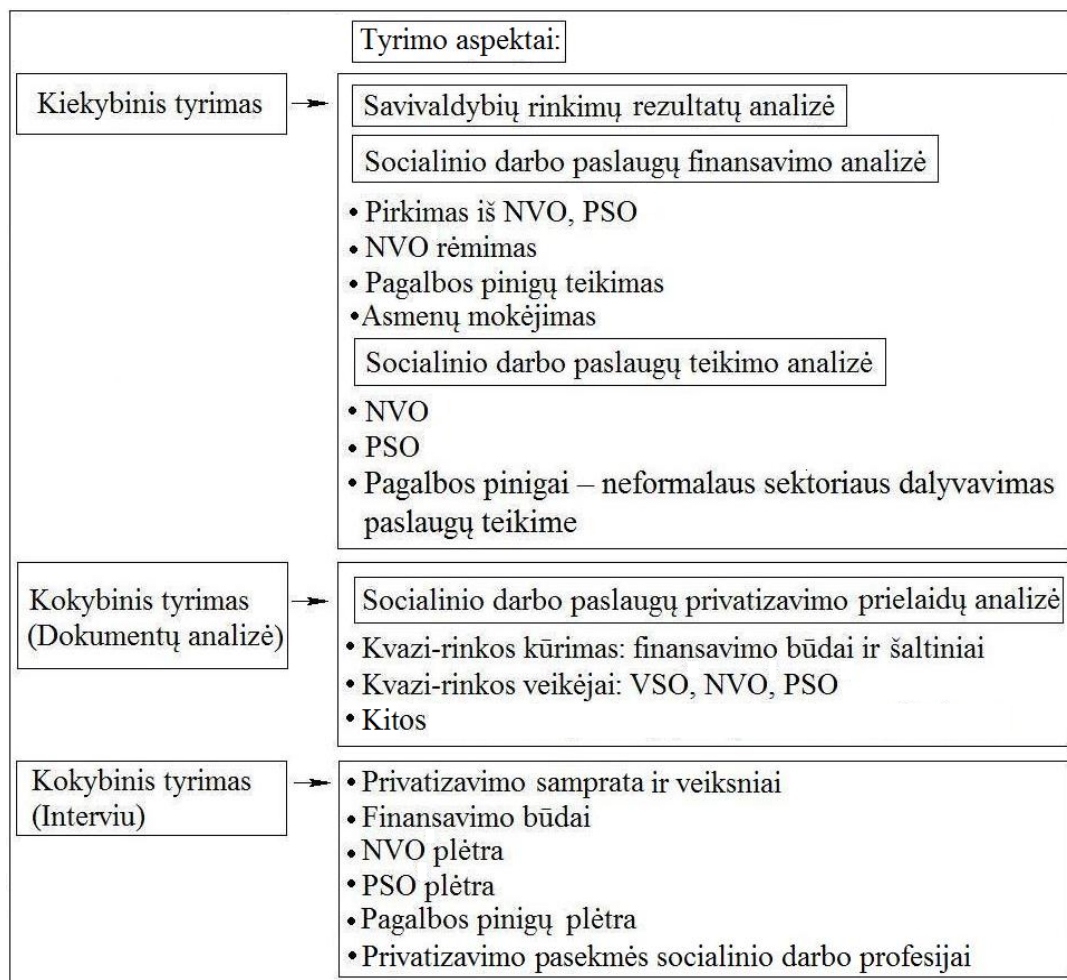 Tyrimo aspektai:
Kiekybinis tyrimas
Savivaldybių rinkimų rezultatų analizė
Socialinio darbo paslaugų finansavimo analizė
• Pirkimas iš NVO, PSO
• NVO rėmimas
• Pagalbos pinigų teikimas
• Asmenų mokėjimas
Socialinio darbo paslaugų teikimo analizė
• NVO
• PSO
• Pagalbos pinigai – neformalaus sektoriaus dalyvavimas
paslaugų teikime
Kokybinis tyrimas
(Dokumentų analizė)
Socialinio darbo paslaugų privatizavimo prielaidų analizė
• Kvazi-rinkos kūrimas: finansavimo būdai ir šaltiniai
• Kvazi-rinkos veikėjai: VSO, NVO, PSO
• Kitos
Kokybinis tyrimas
(Interviu)
• Privatizavimo samprata ir veiksniai
• Finansavimo būdai
• NVO plėtra
• PSO plėtra
• Pagalbos pinigų plėtra
• Privatizavimo pasekmės socialinio darbo profesijai